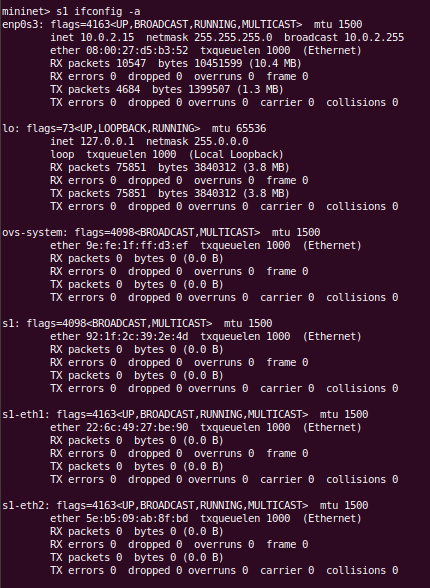 mininet> s1 ifconfig -a
enp0s3: flags=4163<UP,BROADCAST,RUNNING,MULTICAST>  mtu 1500
        inet 10.0.2.15  netmask 255.255.255.0  broadcast 10.0.2.255
        ether 08:00:27:d5:b3:52  txqueuelen 1000  (Ethernet)
        RX packets 10547  bytes 10451599 (10.4 MB)
        RX errors 0  dropped 0  overruns 0  frame 0
        TX packets 4684  bytes 1399507 (1.3 MB)
        TX errors 0  dropped 0 overruns 0  carrier 0  collisions 0

lo: flags=73<UP,LOOPBACK,RUNNING>  mtu 65536
        inet 127.0.0.1  netmask 255.0.0.0
        loop  txqueuelen 1000  (Local Loopback)
        RX packets 75851  bytes 3840312 (3.8 MB)
        RX errors 0  dropped 0  overruns 0  frame 0
        TX packets 75851  bytes 3840312 (3.8 MB)
        TX errors 0  dropped 0 overruns 0  carrier 0  collisions 0

ovs-system: flags=4098<BROADCAST,MULTICAST>  mtu 1500
        ether 9e:fe:1f:ff:d3:ef  txqueuelen 1000  (Ethernet)
        RX packets 0  bytes 0 (0.0 B)
        RX errors 0  dropped 0  overruns 0  frame 0
        TX packets 0  bytes 0 (0.0 B)
        TX errors 0  dropped 0 overruns 0  carrier 0  collisions 0

s1: flags=4098<BROADCAST,MULTICAST>  mtu 1500
        ether 92:1f:2c:39:2e:4d  txqueuelen 1000  (Ethernet)
        RX packets 0  bytes 0 (0.0 B)
        RX errors 0  dropped 0  overruns 0  frame 0
        TX packets 0  bytes 0 (0.0 B)
        TX errors 0  dropped 0 overruns 0  carrier 0  collisions 0

s1-eth1: flags=4163<UP,BROADCAST,RUNNING,MULTICAST>  mtu 1500
        ether 22:6c:49:27:be:90  txqueuelen 1000  (Ethernet)
        RX packets 0  bytes 0 (0.0 B)
        RX errors 0  dropped 0  overruns 0  frame 0
        TX packets 0  bytes 0 (0.0 B)
        TX errors 0  dropped 0 overruns 0  carrier 0  collisions 0

s1-eth2: flags=4163<UP,BROADCAST,RUNNING,MULTICAST>  mtu 1500
        ether 5e:b5:09:ab:8f:bd  txqueuelen 1000  (Ethernet)
        RX packets 0  bytes 0 (0.0 B)
        RX errors 0  dropped 0  overruns 0  frame 0
        TX packets 0  bytes 0 (0.0 B)
        TX errors 0  dropped 0 overruns 0  carrier 0  collisions 0